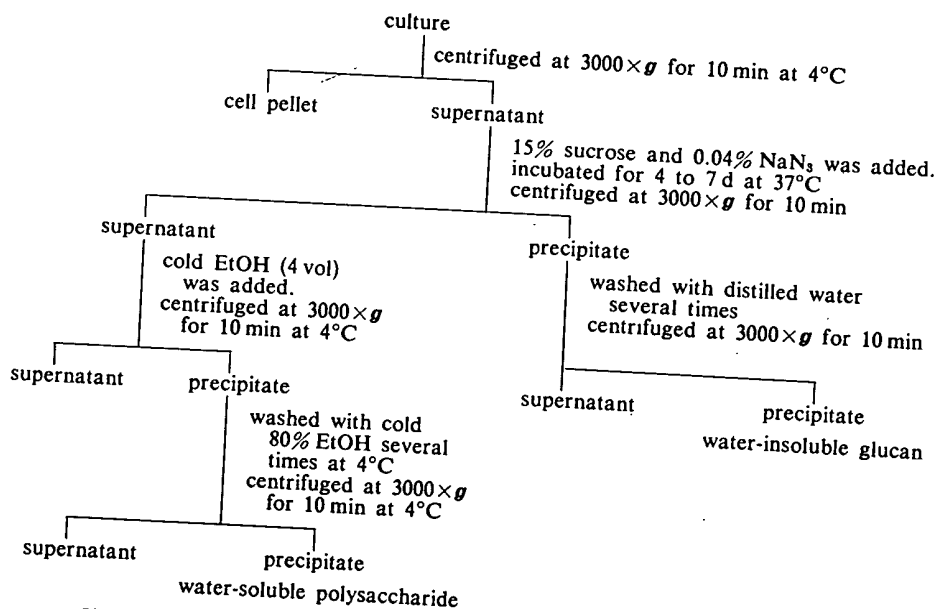 culture
centrifuged at 3000×g for 10 min at 4°C
cell pellet
supernatant
15% sucrose and 0.04% NaN₃ was added.
incubated for 4 to 7 d at 37°C
centrifuged at 3000×g for 10 min
supernatant
cold EtOH (4 vol)
was added.
centrifuged at 3000×g
for 10 min at 4°C
precipitate
washed with distilled water
several times
centrifuged at 3000×g for 10 min
supernatant
precipitate
washed with cold
80% EtOH several
times at 4°C
centrifuged at 3000×g
for 10 min at 4°C
supernatant
precipitate
water-insoluble glucan
supernatant
precipitate
water-soluble polysaccharide